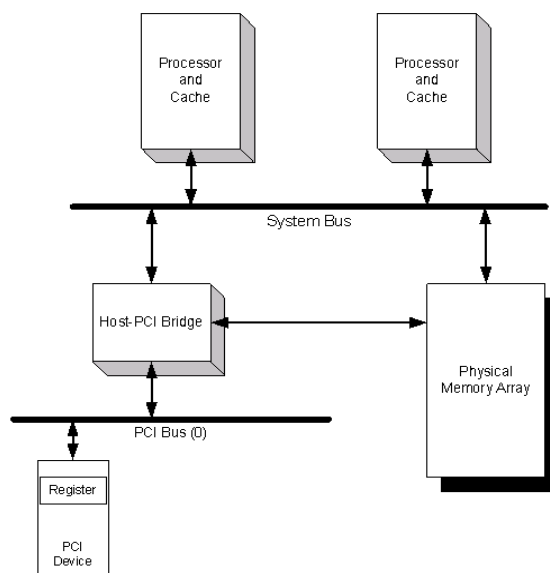 Processor
and
Cache
Processor
and
Cache
System Bus
Host-PCI Bridge
Physical
Memory Array
PCI Bus (0)
Register
PCI
Device